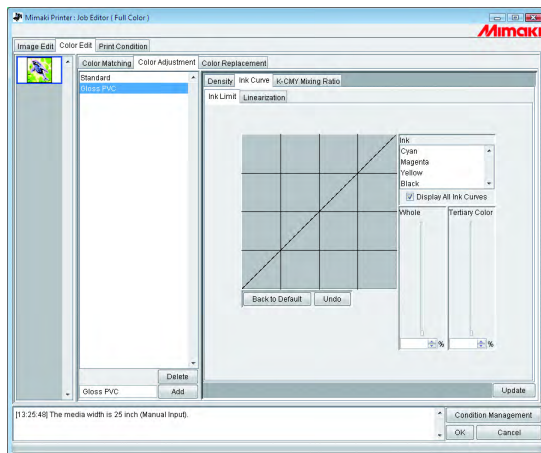 Mimaki Printer : Job Editor ( Full Color )
Mimaki
Image Edit Color Edit Print Condition
Color Matching Color Adjustment Color Replacement
Standard
Gloss PVC
Density Ink Curve K-CMY Mixing Ratio
Ink Limit Linearization
Ink
Cyan
Magenta
Yellow
Black
Display All Ink Curves
Whole Tertiary Color
Back to Default Undo
% %
Delete
Gloss PVC Add
Update
[13:25:48] The media width is 25 inch (Manual Input).
Condition Management
OK Cancel